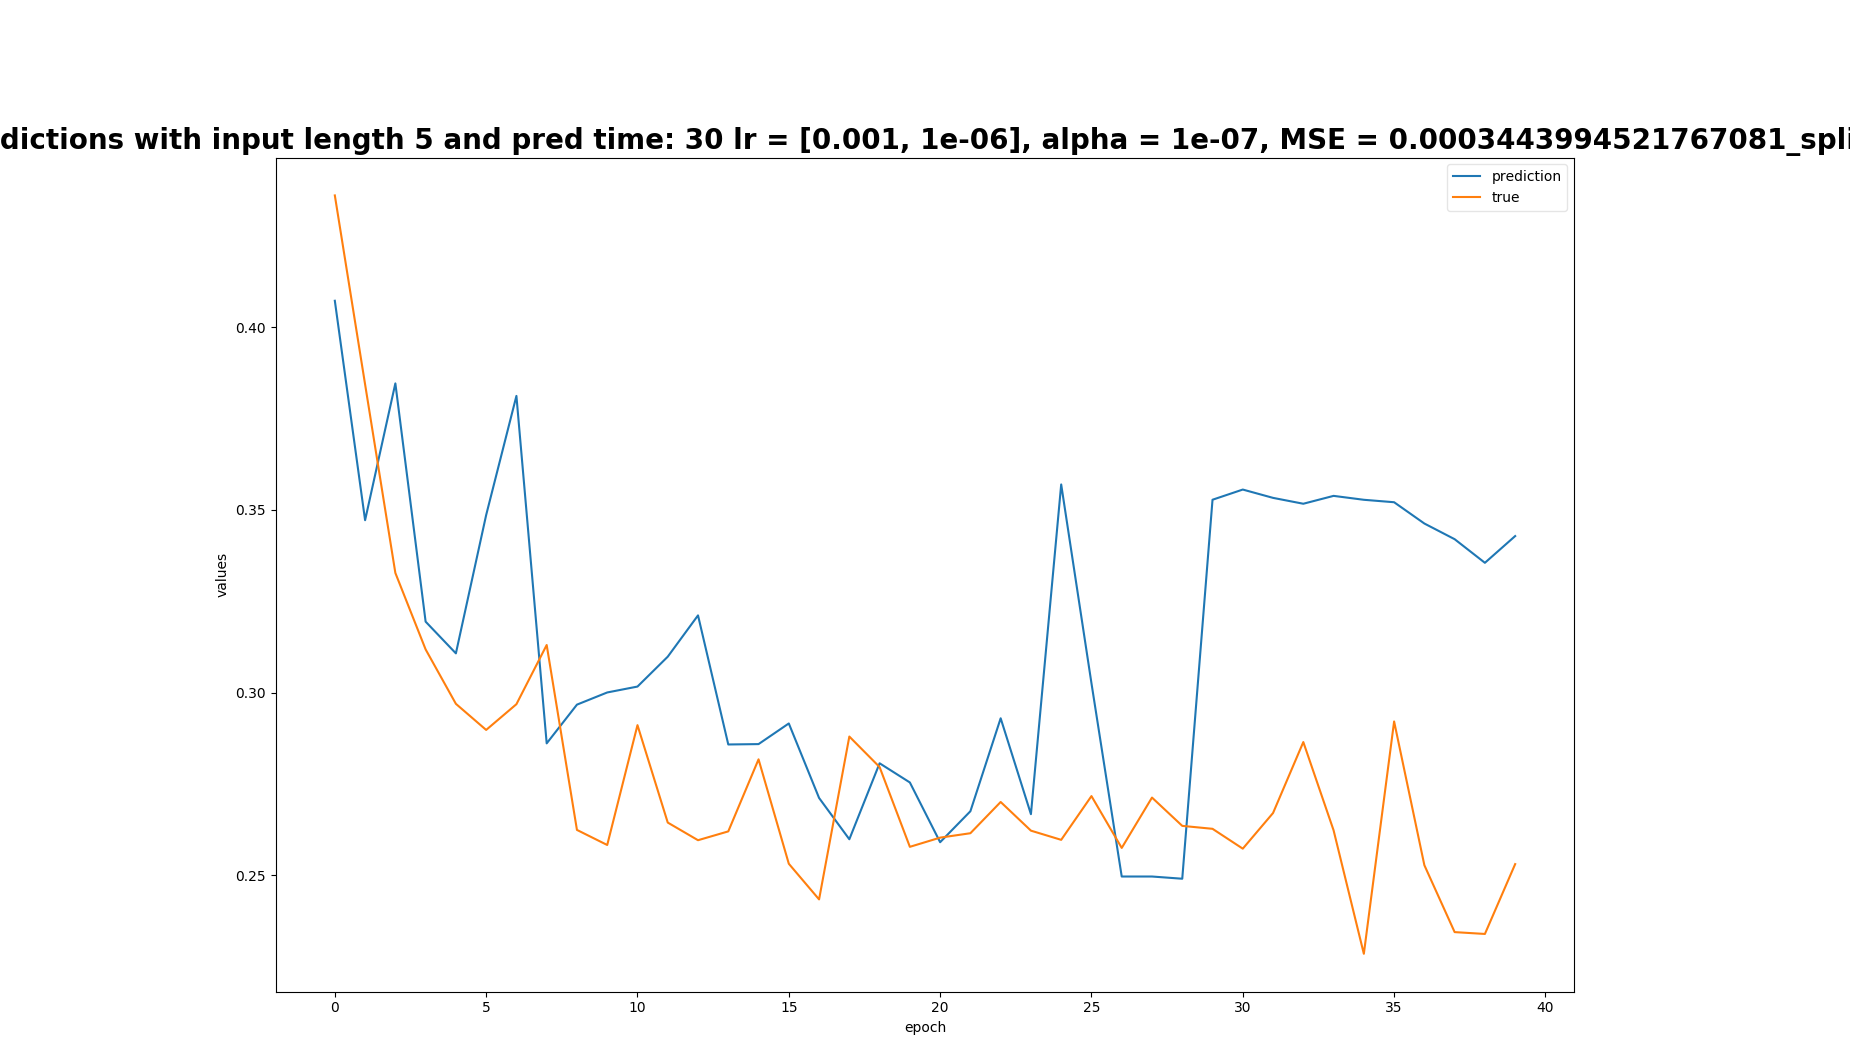 dictions with input length 5 and pred time: 30 lr = [0.001, 1e-06], alpha = 1e-07, MSE = 0.0003443994521767081_spli
prediction
true
0.40
0.35
0.30
0.25
values
0 5 10 15 20 25 30 35 40
epoch